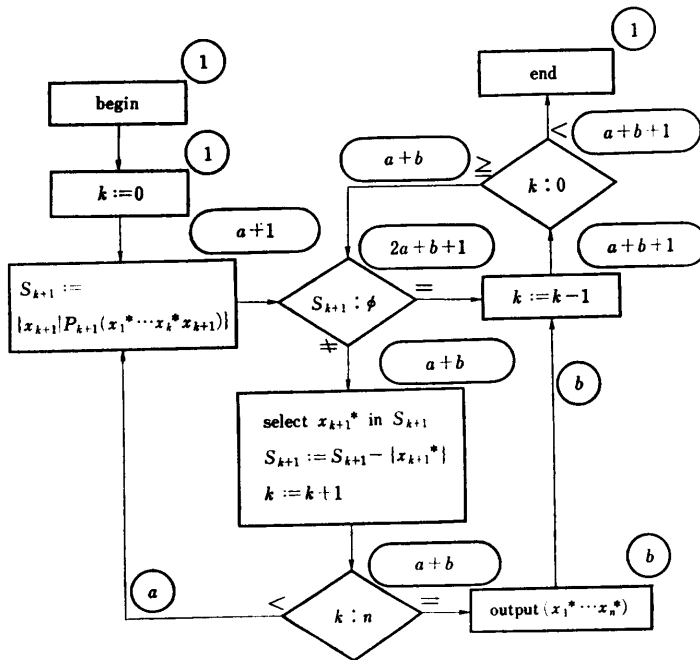 1
begin
1
k:=0
a+1
S_{k+1} :=
{x_{k+1}|P_{k+1}(x_1*···x_k*x_{k+1})}
1
end
<
a+b+1
a+b
≧
k : 0
2a+b+1
a+b+1
S_{k+1} : ϕ
=
k:=k−1
≠
a+b
b
select x_{k+1}* in S_{k+1}
S_{k+1} := S_{k+1} − {x_{k+1}*}
k := k+1
a+b
b
a
<
k : n
=
output(x_1*···x_n*)